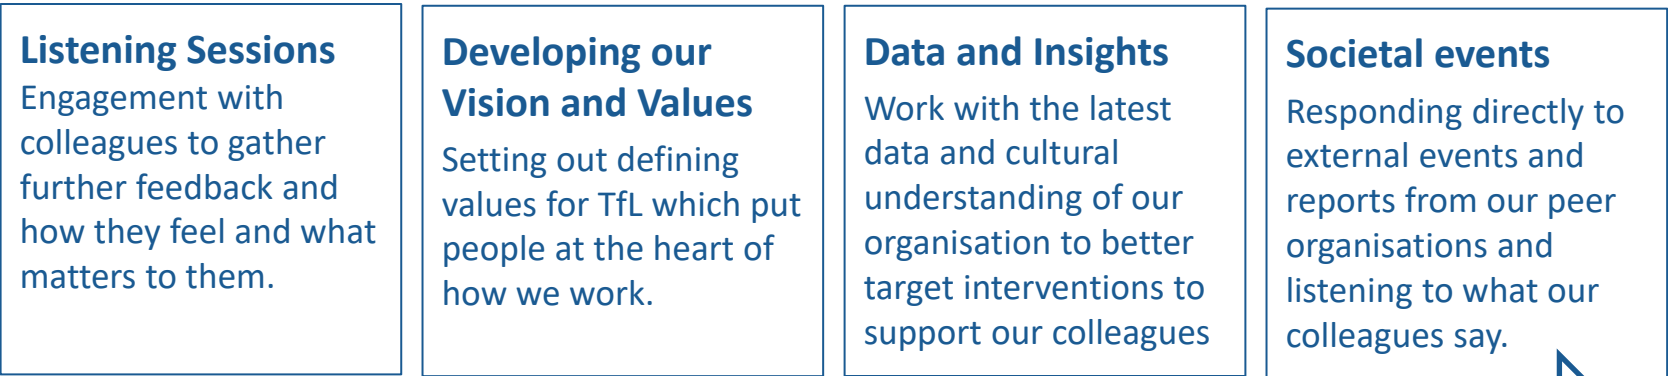 Listening Sessions
Engagement with
colleagues to gather
further feedback and
how they feel and what
matters to them.
Developing our
Vision and Values
Setting out defining
values for TfL which put
people at the heart of
how we work.
Data and Insights
Work with the latest
data and cultural
understanding of our
organisation to better
target interventions to
support our colleagues
Societal events
Responding directly to
external events and
reports from our peer
organisations and
listening to what our
colleagues say.